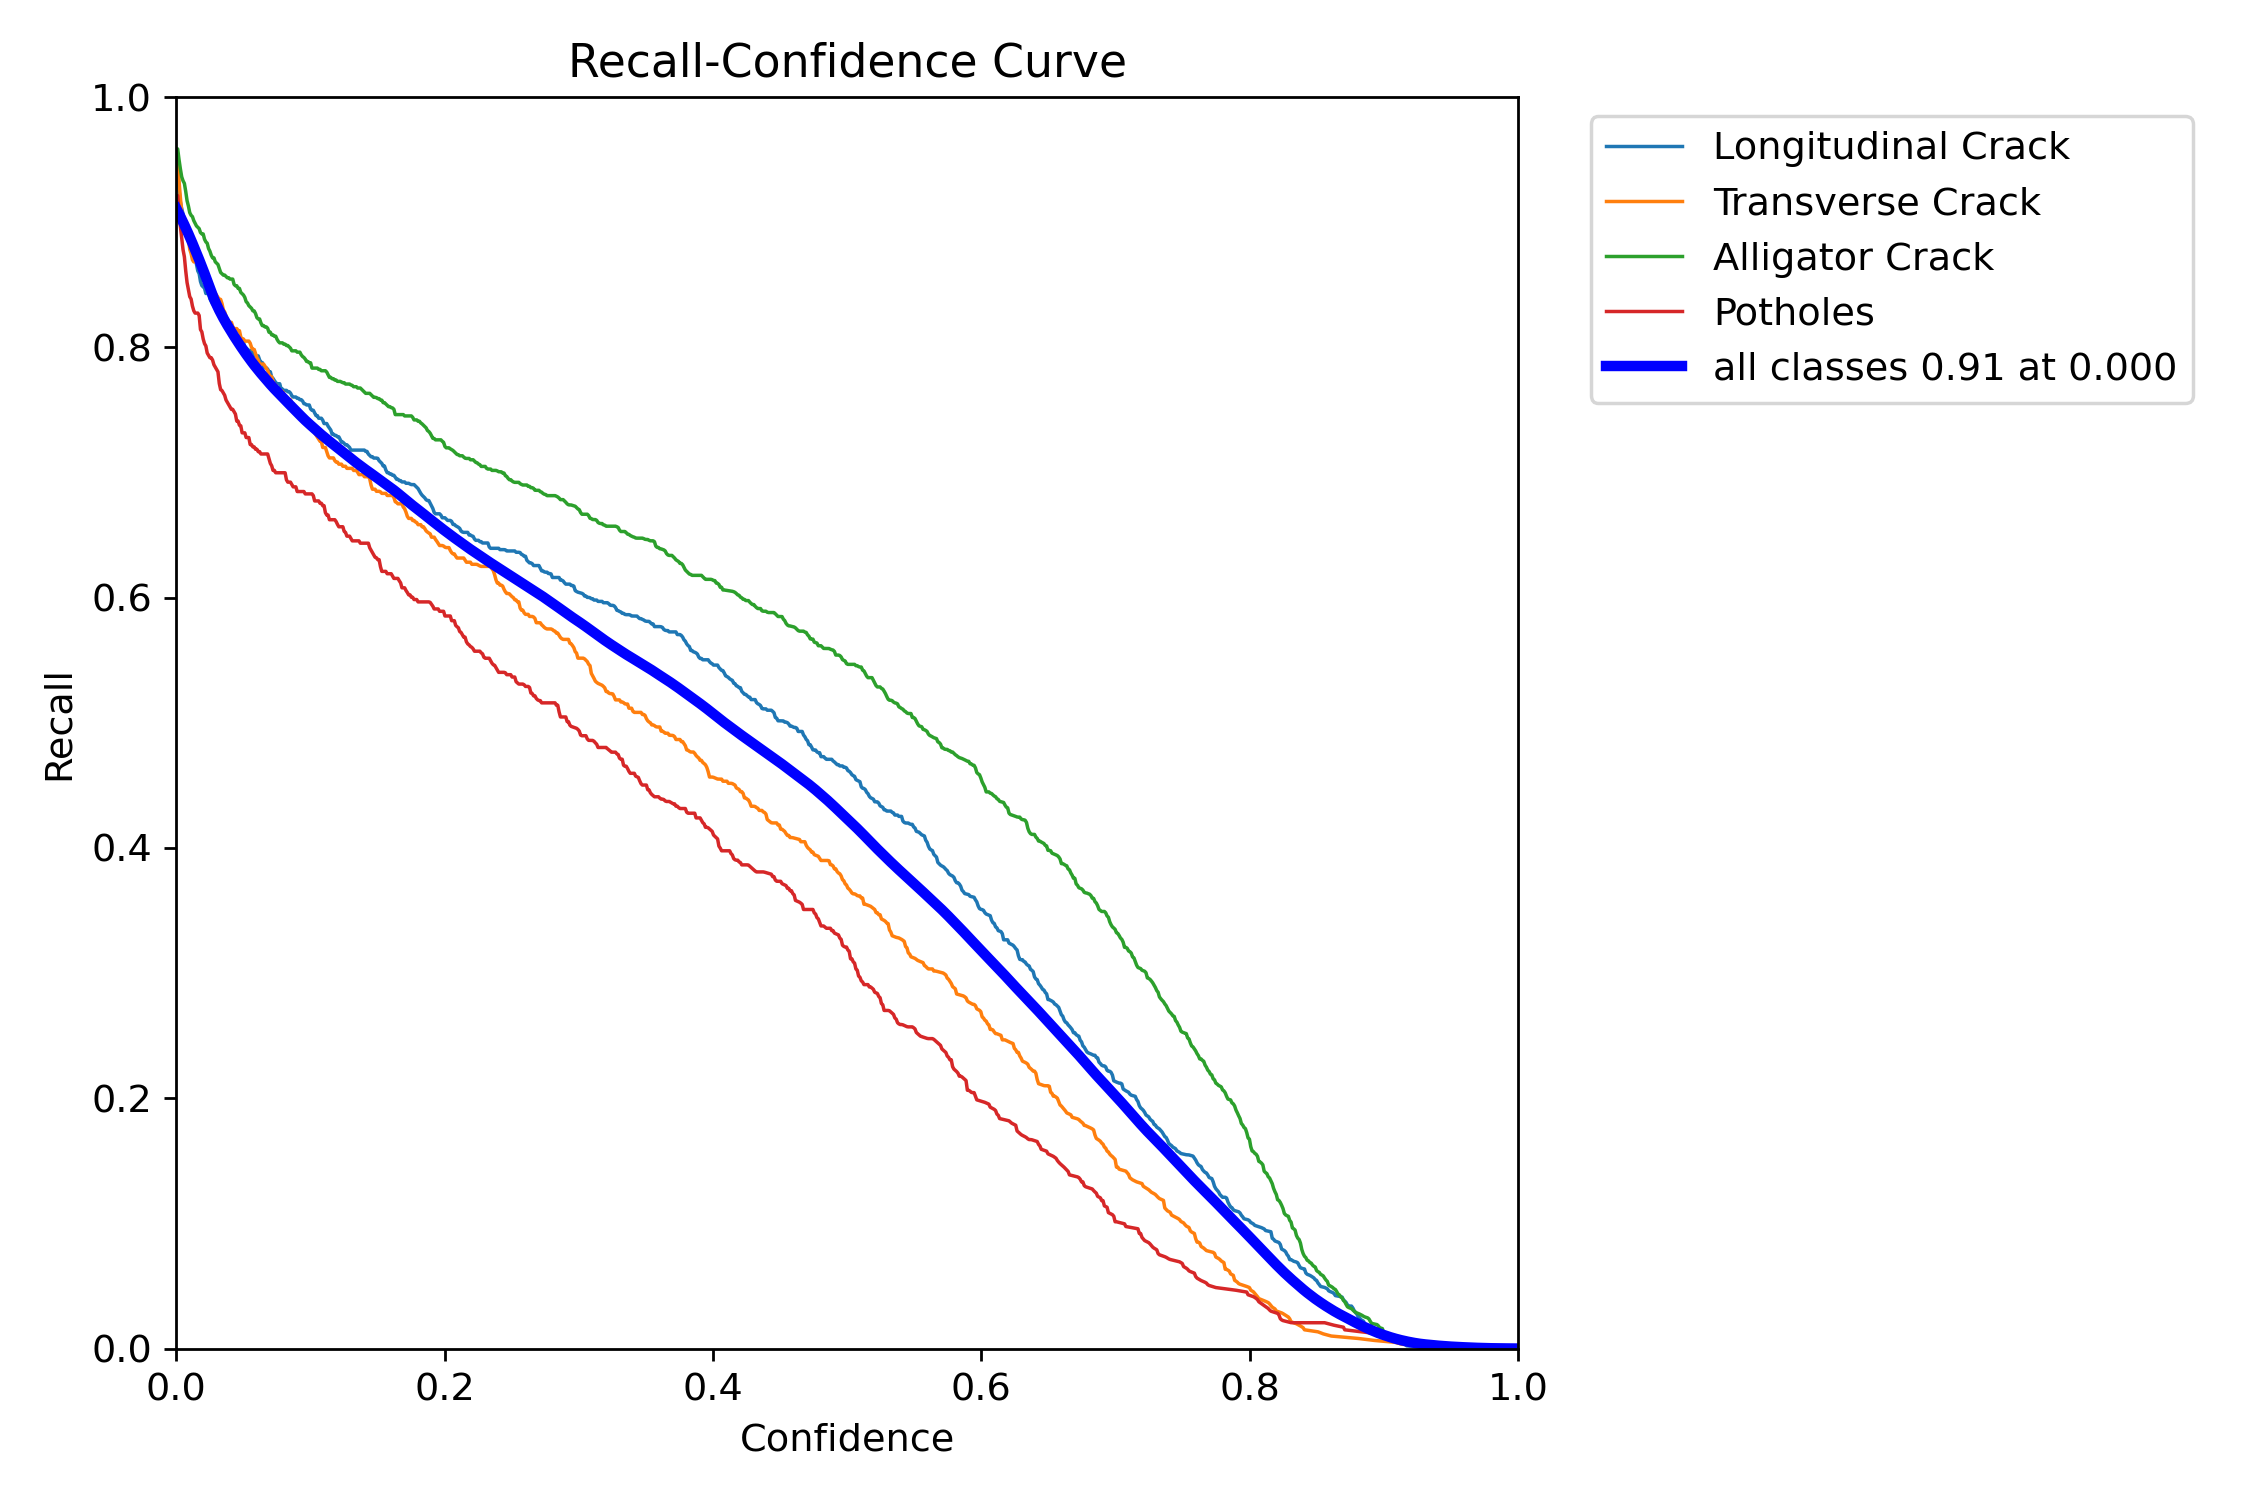 Recall-Confidence Curve
1.0
0.8
0.6
0.4
0.2
0.0
Recall
0.0 0.2 0.4 0.6 0.8 1.0
Confidence
Longitudinal Crack
Transverse Crack
Alligator Crack
Potholes
all classes 0.91 at 0.000